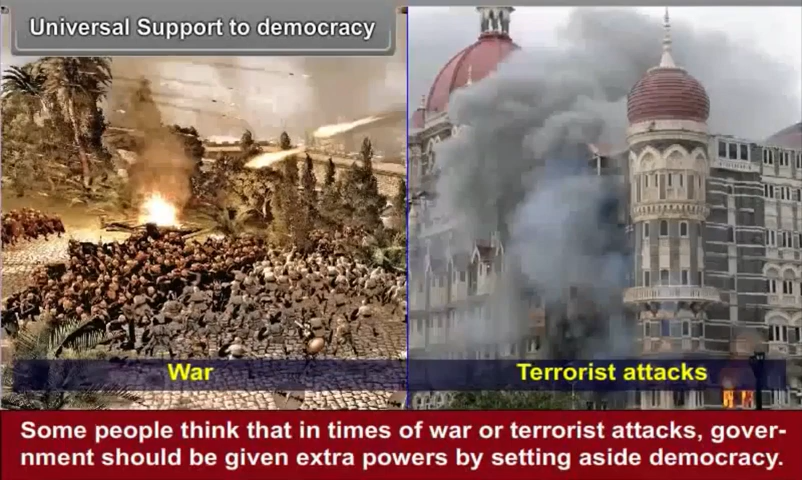 Universal Support to democracy
War
Terrorist attacks
Some people think that in times of war or terrorist attacks, gover-
nment should be given extra powers by setting aside democracy.